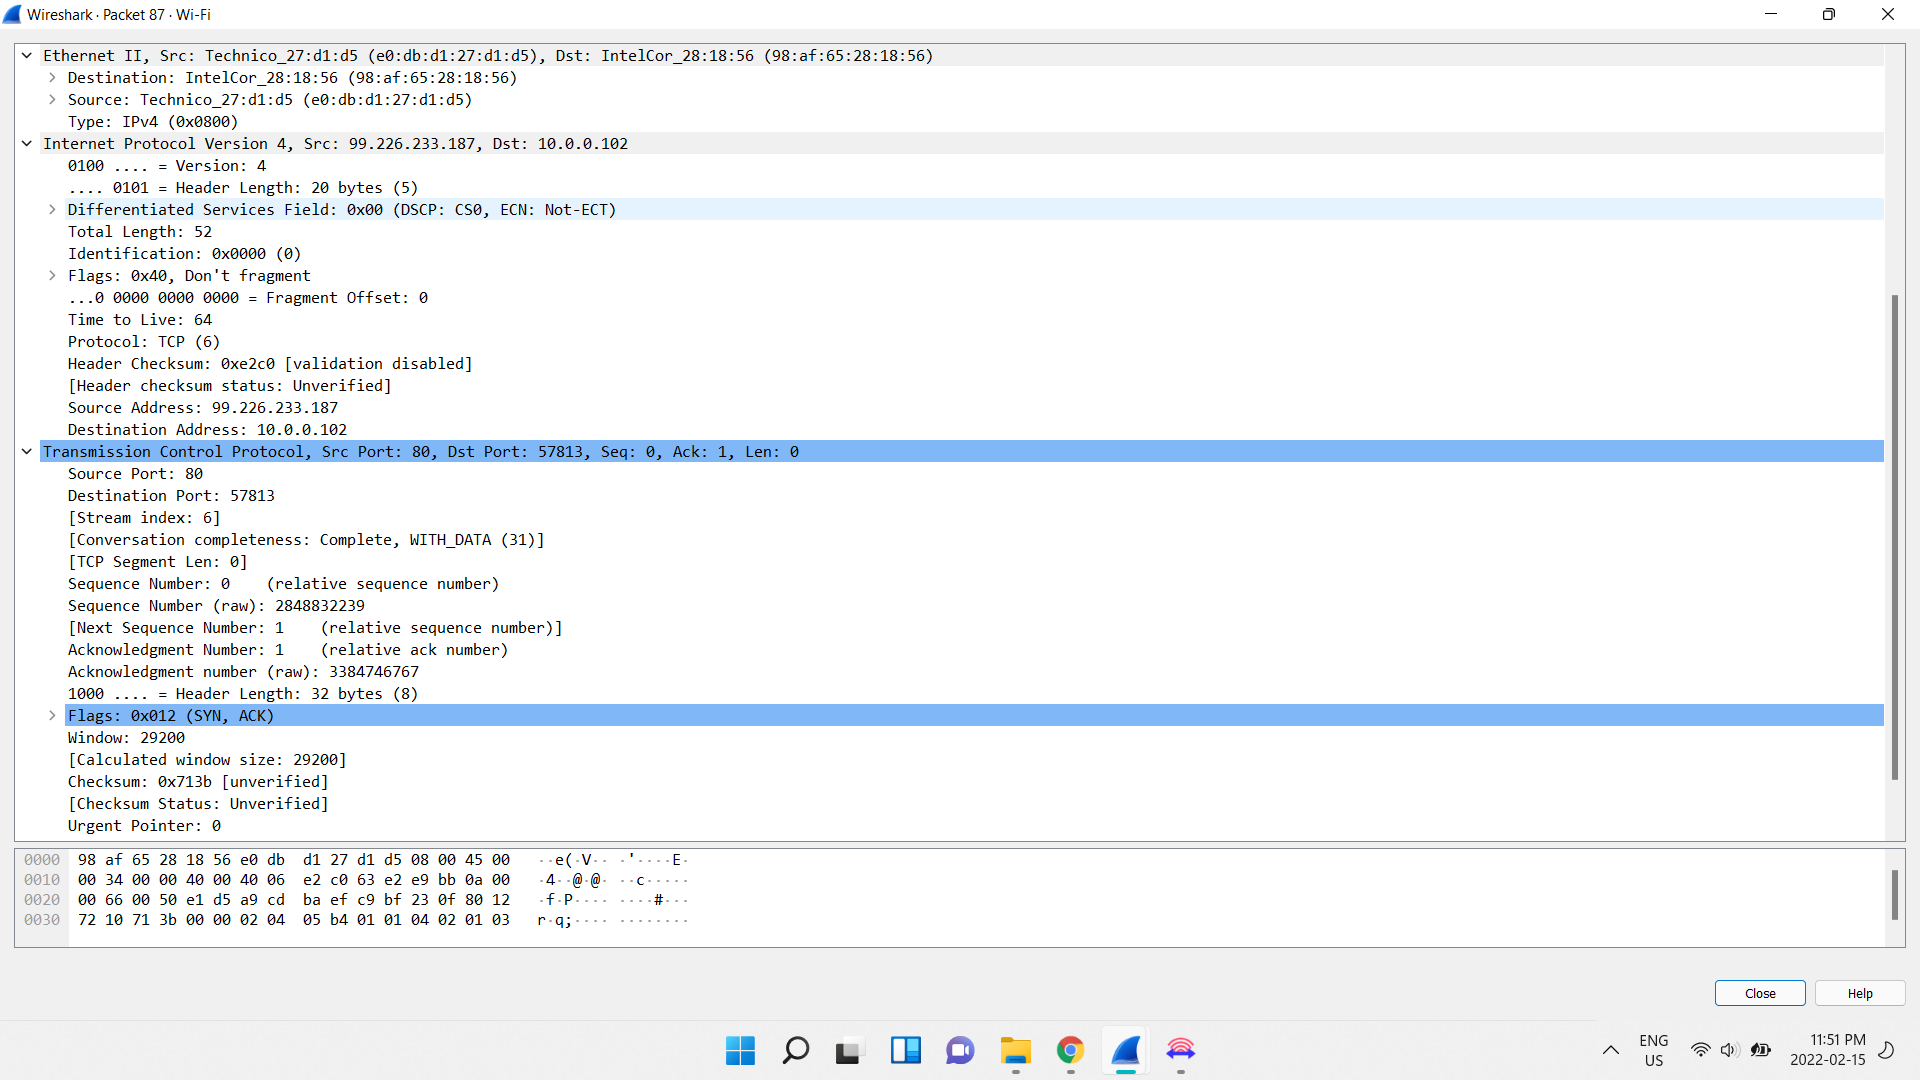 Wireshark · Packet 87 · Wi-Fi
Ethernet II, Src: Technico_27:d1:d5 (e0:db:d1:27:d1:d5), Dst: IntelCor_28:18:56 (98:af:65:28:18:56)
Destination: IntelCor_28:18:56 (98:af:65:28:18:56)
Source: Technico_27:d1:d5 (e0:db:d1:27:d1:d5)
Type: IPv4 (0x0800)
Internet Protocol Version 4, Src: 99.226.233.187, Dst: 10.0.0.102
0100 .... = Version: 4
.... 0101 = Header Length: 20 bytes (5)
Differentiated Services Field: 0x00 (DSCP: CS0, ECN: Not-ECT)
Total Length: 52
Identification: 0x0000 (0)
Flags: 0x40, Don't fragment
...0 0000 0000 0000 = Fragment Offset: 0
Time to Live: 64
Protocol: TCP (6)
Header Checksum: 0xe2c0 [validation disabled]
[Header checksum status: Unverified]
Source Address: 99.226.233.187
Destination Address: 10.0.0.102
Transmission Control Protocol, Src Port: 80, Dst Port: 57813, Seq: 0, Ack: 1, Len: 0
Source Port: 80
Destination Port: 57813
[Stream index: 6]
[Conversation completeness: Complete, WITH_DATA (31)]
[TCP Segment Len: 0]
Sequence Number: 0    (relative sequence number)
Sequence Number (raw): 2848832239
[Next Sequence Number: 1    (relative sequence number)]
Acknowledgment Number: 1    (relative ack number)
Acknowledgment number (raw): 3384746767
1000 .... = Header Length: 32 bytes (8)
Flags: 0x012 (SYN, ACK)
Window: 29200
[Calculated window size: 29200]
Checksum: 0x713b [unverified]
[Checksum Status: Unverified]
Urgent Pointer: 0
0000  98 af 65 28 18 56 e0 db  d1 27 d1 d5 08 00 45 00   ··e(·V·· ·'····E·
0010  00 34 00 00 40 00 40 06  e2 c0 63 e2 e9 bb 0a 00   ·4··@·@· ··c·····
0020  00 66 00 50 e1 d5 a9 cd  ba ef c9 bf 23 0f 80 12   ·f·P···· ····#···
0030  72 10 71 3b 00 00 02 04  05 b4 01 01 04 02 01 03   r·q;···· ········
Close
Help
ENG
US
11:51 PM
2022-02-15